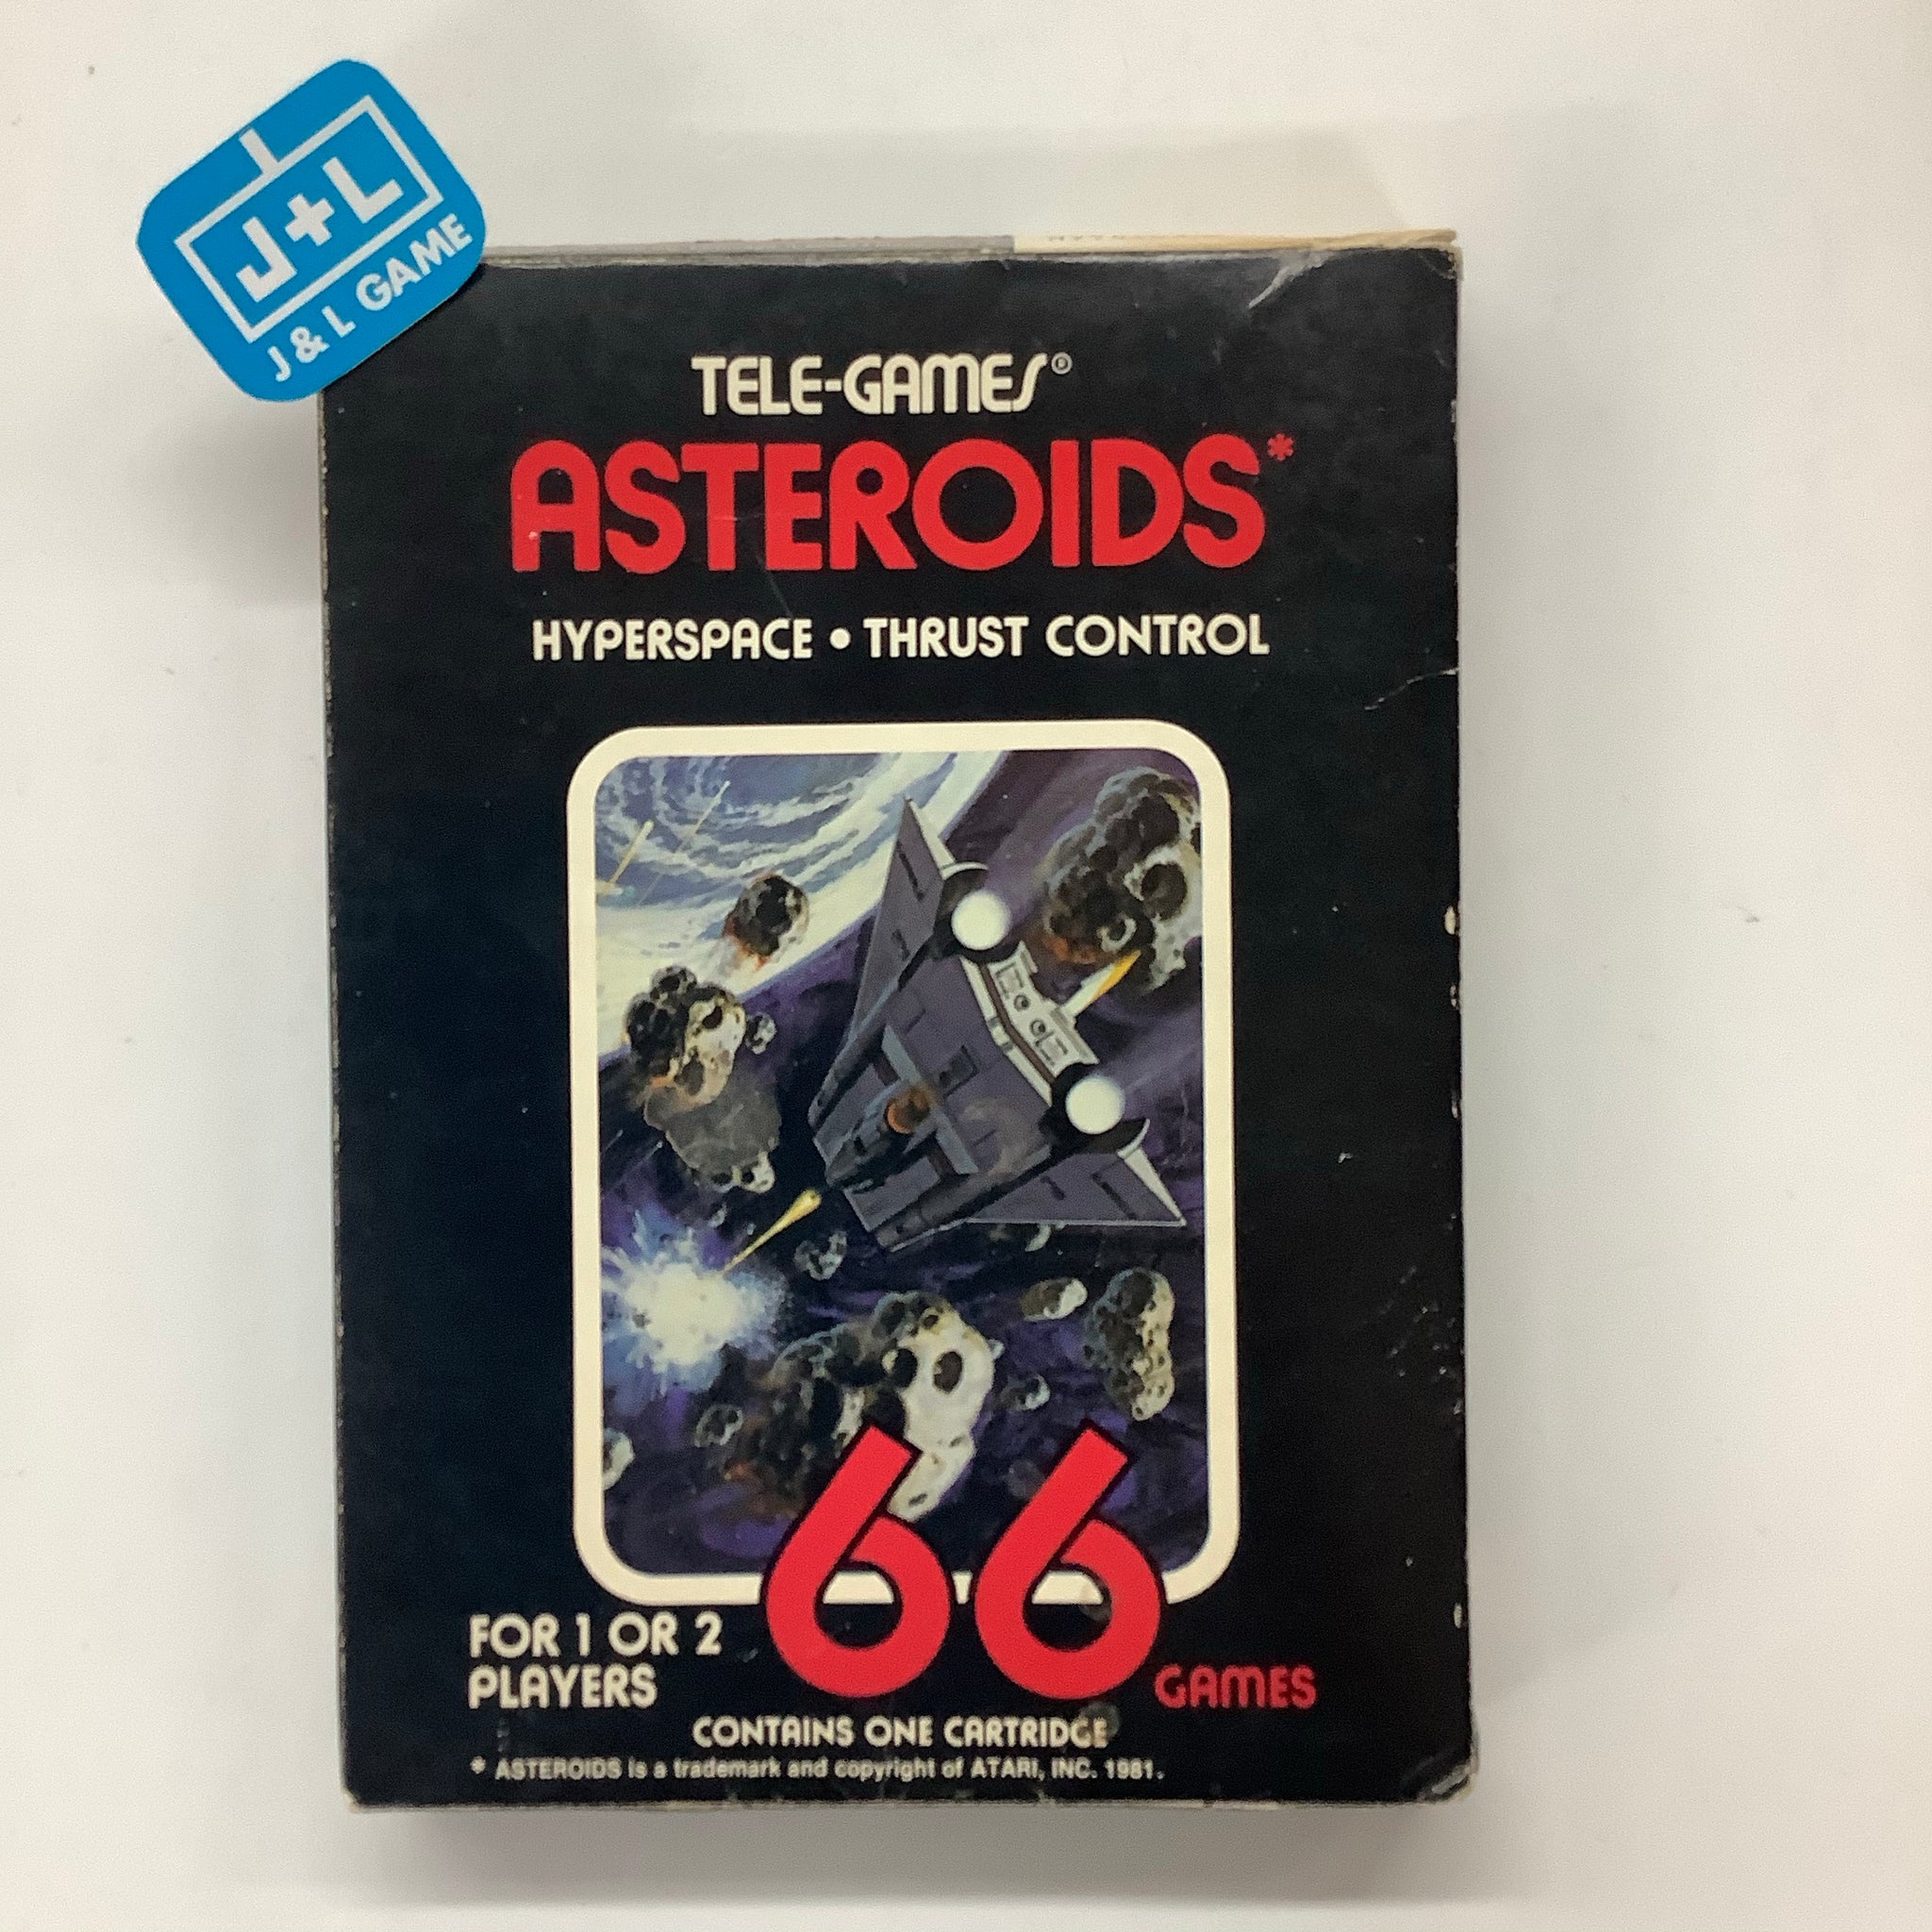 J+L
J & L GAME
TELE-GAMES®
ASTEROIDS*
HYPERSPACE • THRUST CONTROL
66
FOR 1 OR 2
PLAYERS
GAMES
CONTAINS ONE CARTRIDGE
* ASTEROIDS is a trademark and copyright of ATARI, INC. 1981.